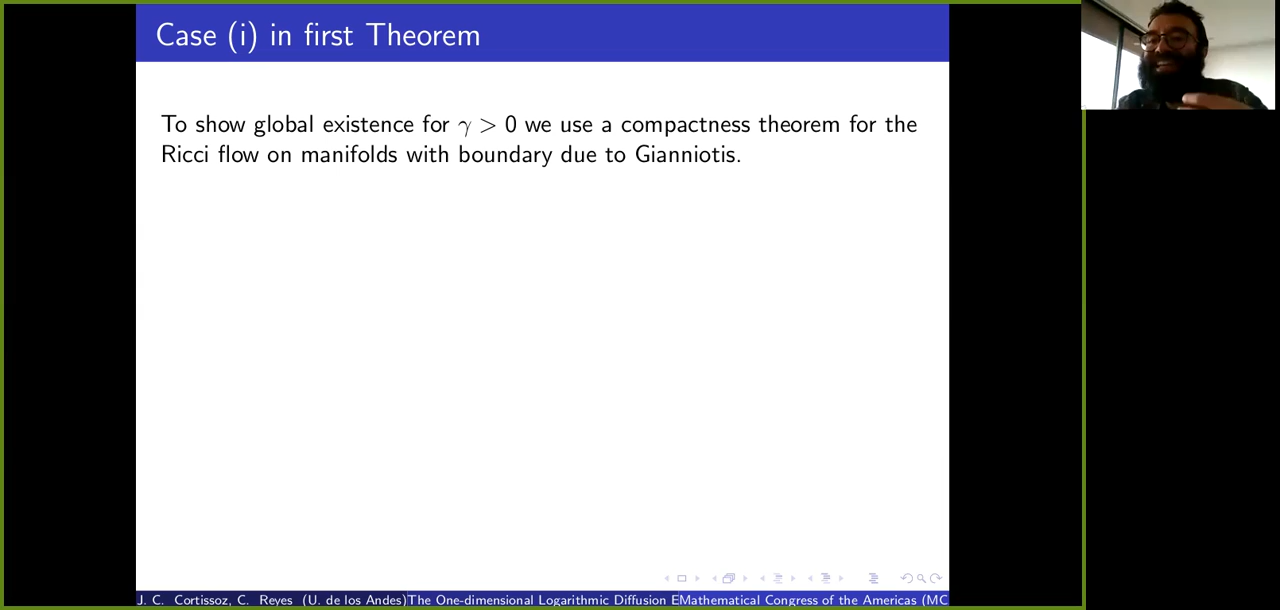 Case (i) in first Theorem
To show global existence for γ > 0 we use a compactness theorem for the
Ricci flow on manifolds with boundary due to Gianniotis.
J. C. Cortissoz, C. Reyes (U. de los Andes)The One-dimensional Logarithmic Diffusion EMathematical Congress of the Americas (MC